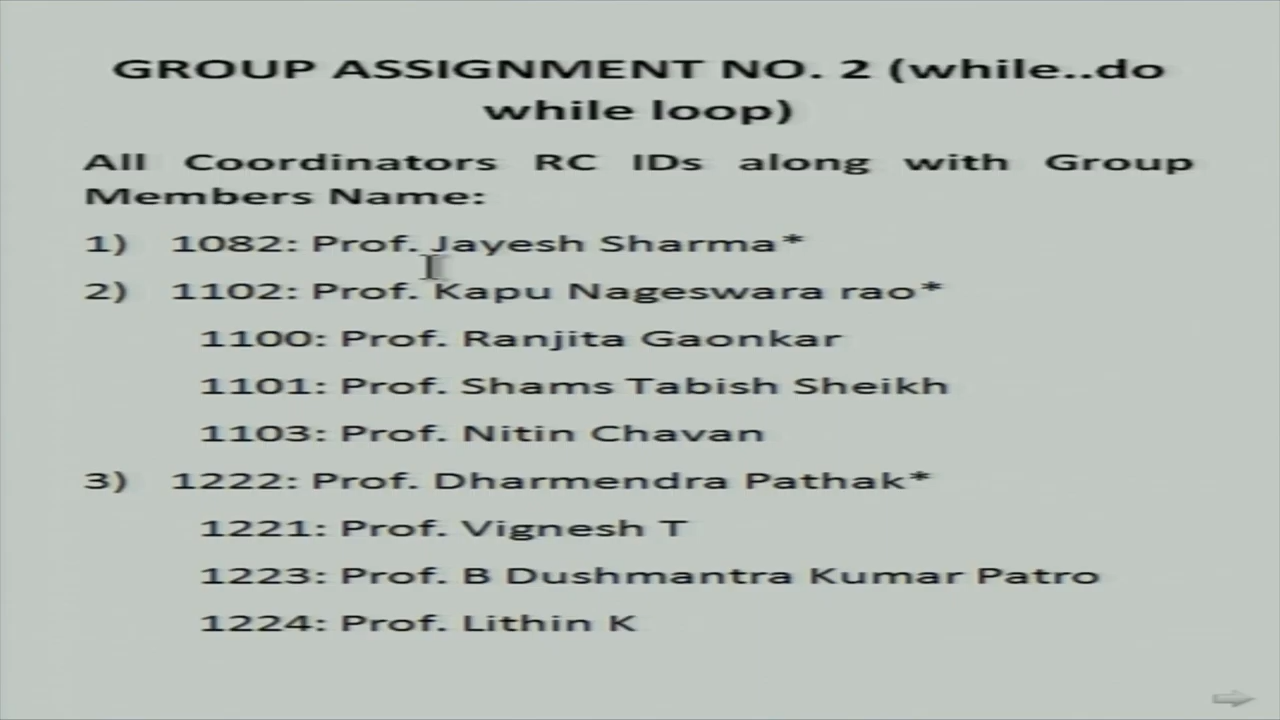 GROUP ASSIGNMENT NO. 2 (while..do
while loop)
All Coordinators RC IDs along with Group
Members Name:
1) 1082: Prof. Jayesh Sharma*
2) 1102: Prof. Kapu Nageswara rao*
1100: Prof. Ranjita Gaonkar
1101: Prof. Shams Tabish Sheikh
1103: Prof. Nitin Chavan
3) 1222: Prof. Dharmendra Pathak*
1221: Prof. Vignesh T
1223: Prof. B Dushmantra Kumar Patro
1224: Prof. Lithin K